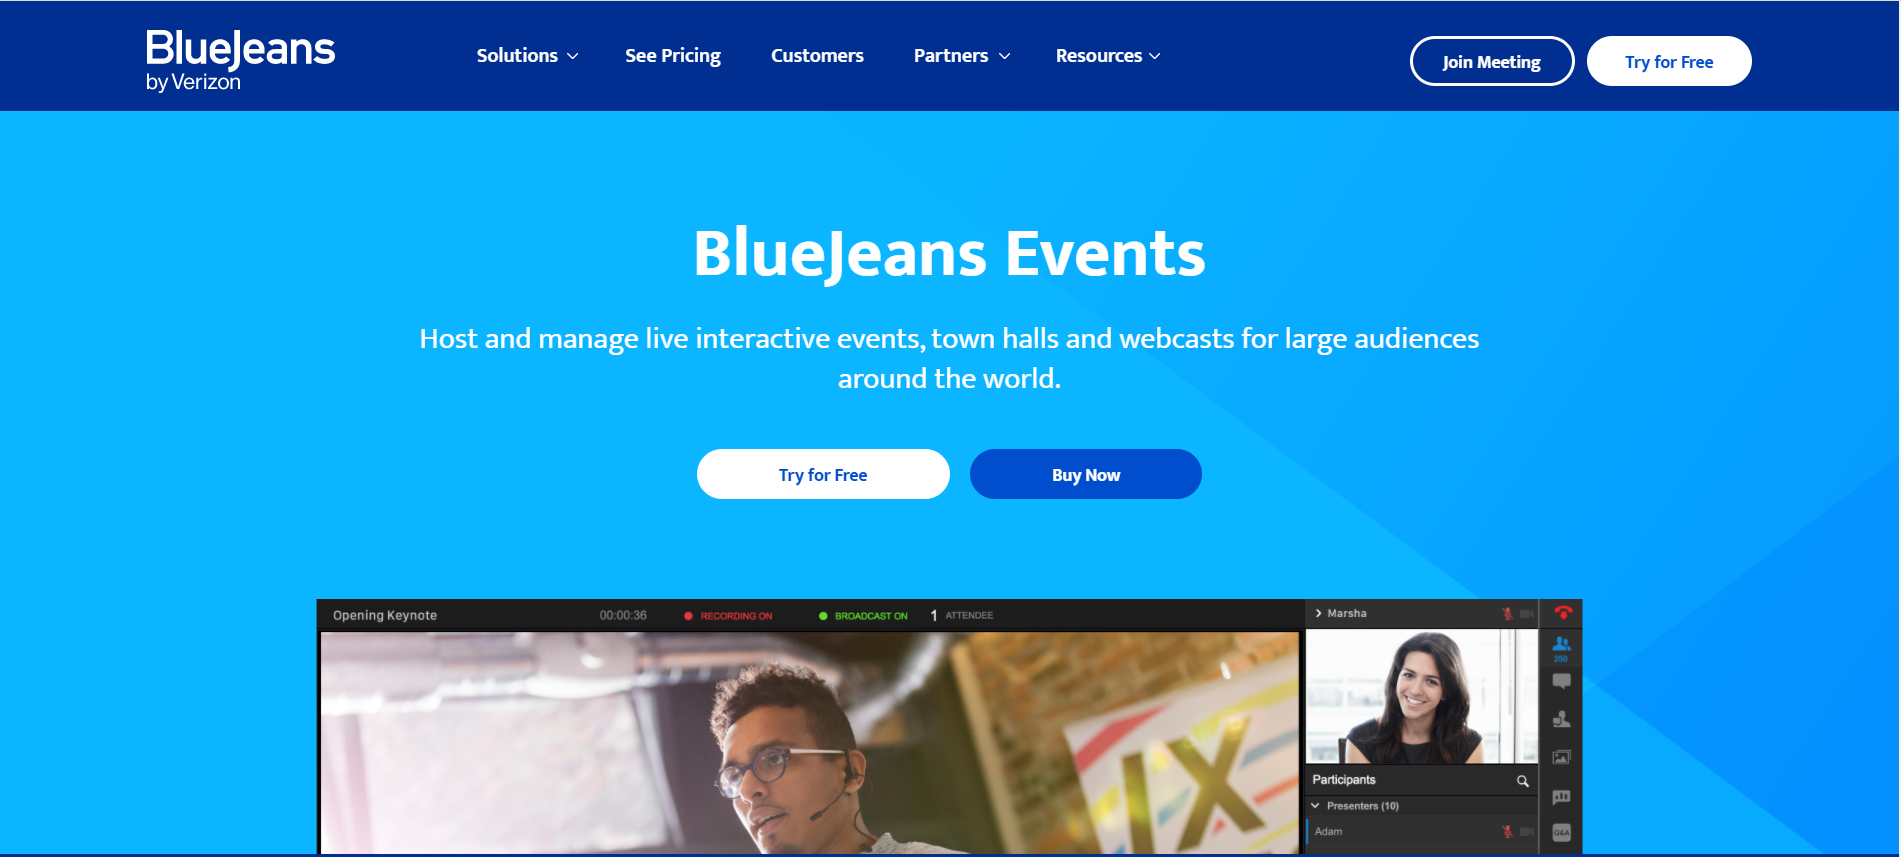 BlueJeans
by Verizon
Solutions
See Pricing
Customers
Partners
Resources
Join Meeting
Try for Free
BlueJeans Events
Host and manage live interactive events, town halls and webcasts for large audiences
around the world.
Try for Free
Buy Now
Opening Keynote
00:00:36
RECORDING ON
BROADCAST ON
1 ATTENDEE
Marsha
250
Participants
Presenters (10)
Adam
Q&A